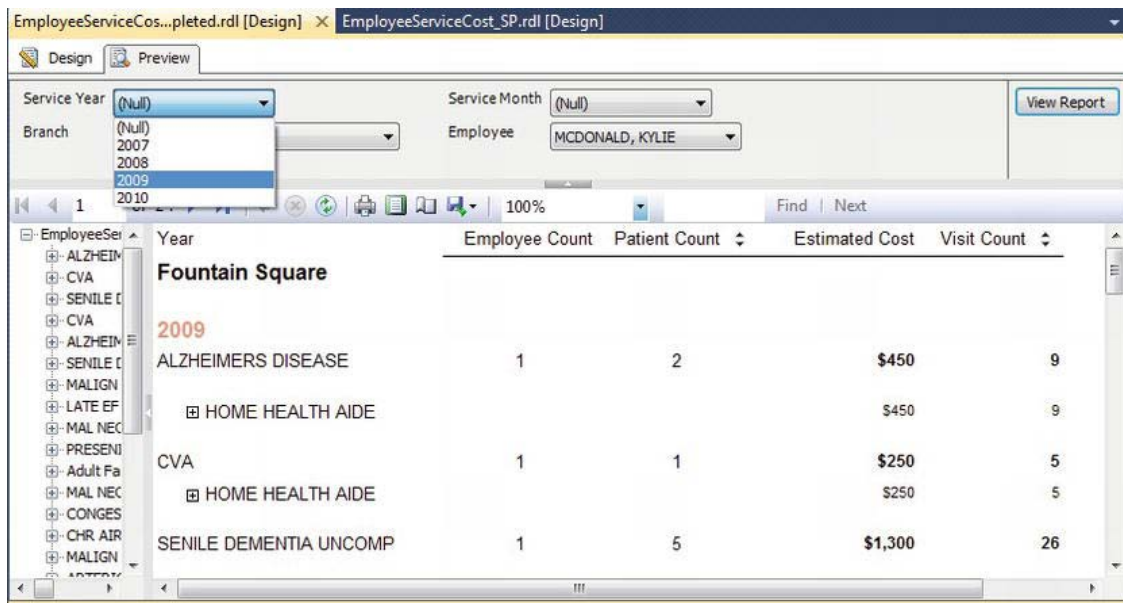 EmployeeServiceCos...pleted.rdl [Design] EmployeeServiceCost_SP.rdl [Design]
Design Preview
Service Year (Null) Service Month (Null) View Report
Branch Employee MCDONALD, KYLIE
(Null)
2007
2008
2009
2010
1 100% Find | Next
EmployeeSer
ALZHEIM
CVA
SENILE D
CVA
ALZHEIM
SENILE D
MALIGN
LATE EF
MAL NEC
PRESENI
Adult Fa
MAL NEC
CONGES
CHR AIR
MALIGN
Year Employee Count Patient Count Estimated Cost Visit Count
Fountain Square
2009
ALZHEIMERS DISEASE 1 2 $450 9
HOME HEALTH AIDE $450 9
CVA 1 1 $250 5
HOME HEALTH AIDE $250 5
SENILE DEMENTIA UNCOMP 1 5 $1,300 26